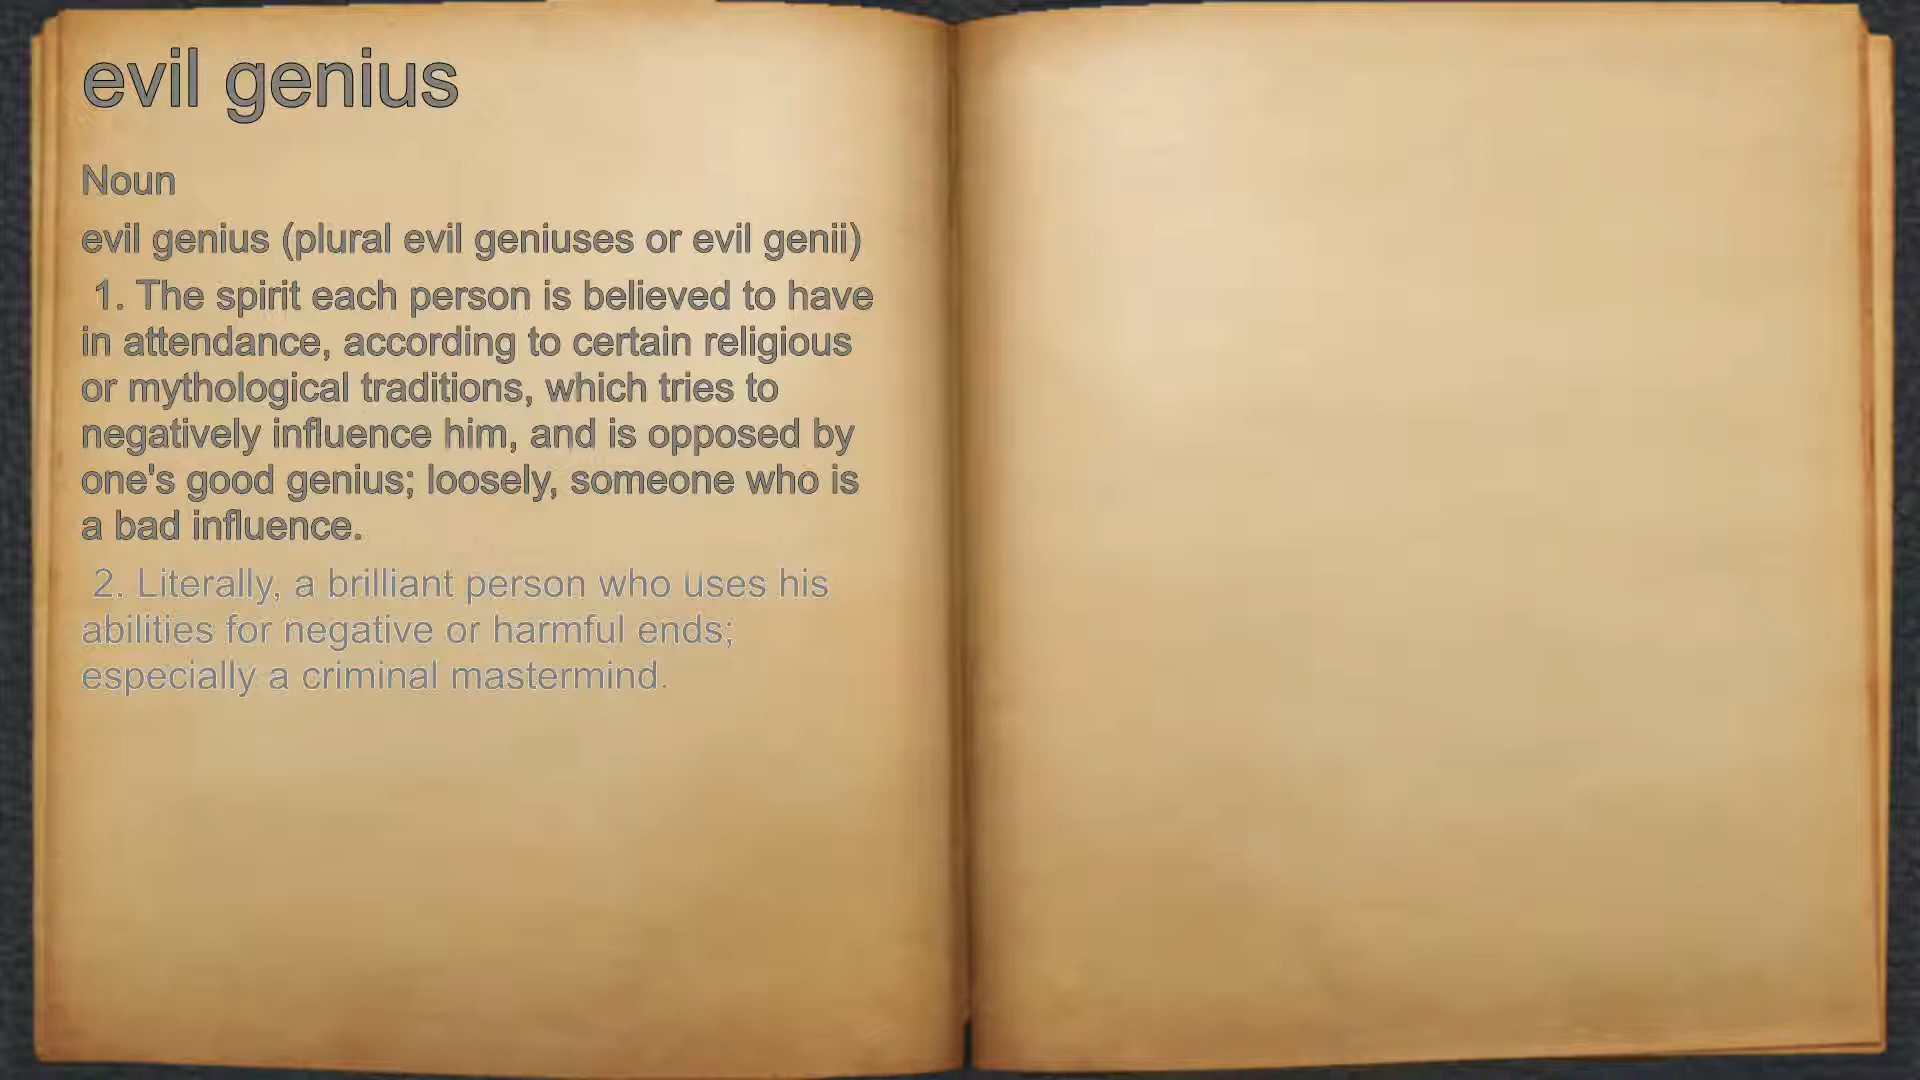 evil genius
Noun
evil genius (plural evil geniuses or evil genii)
1. The spirit each person is believed to have
in attendance, according to certain religious
or mythological traditions, which tries to
negatively influence him, and is opposed by
one's good genius; loosely, someone who is
a bad influence.
2. Literally, a brilliant person who uses his
abilities for negative or harmful ends;
especially a criminal mastermind.